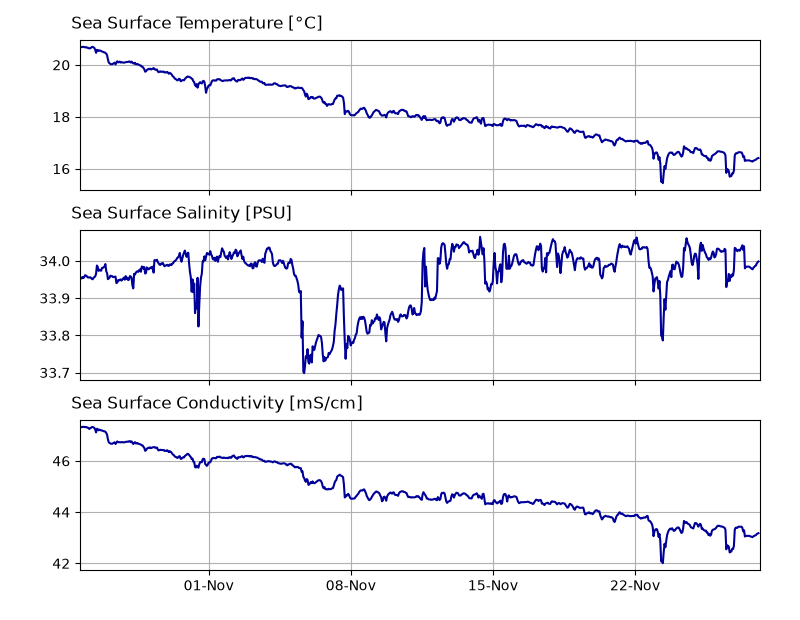 Sea Surface Temperature [°C]
20
18
16
Sea Surface Salinity [PSU]
34.0
33.9
33.8
33.7
Sea Surface Conductivity [mS/cm]
46
44
42
01-Nov 08-Nov 15-Nov 22-Nov